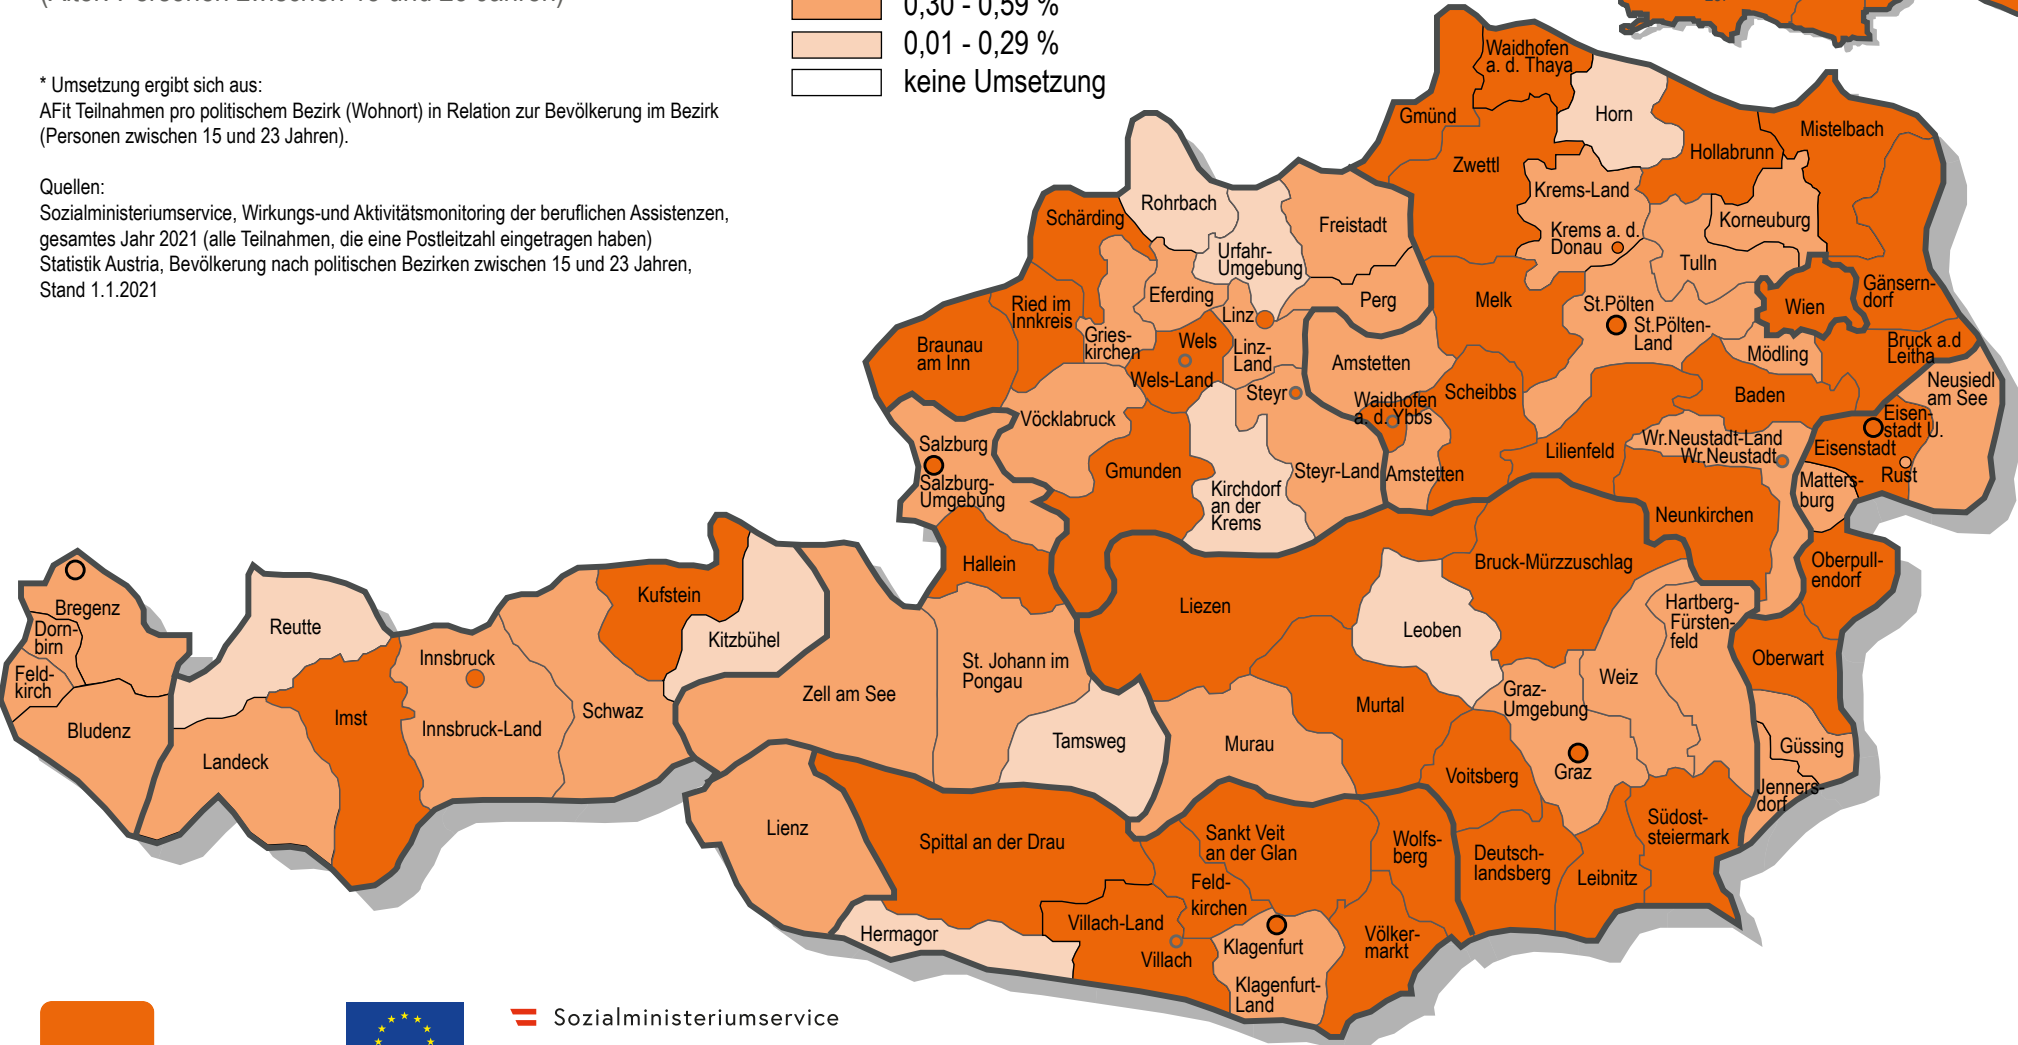 (Alter: Personen zwischen 15 und 23 Jahren)
0,30 - 0,59 %
0,01 - 0,29 %
keine Umsetzung
* Umsetzung ergibt sich aus:
AFit Teilnahmen pro politischem Bezirk (Wohnort) in Relation zur Bevölkerung im Bezirk
(Personen zwischen 15 und 23 Jahren).
Quellen:
Sozialministeriumservice, Wirkungs-und Aktivitätsmonitoring der beruflichen Assistenzen,
gesamtes Jahr 2021 (alle Teilnahmen, die eine Postleitzahl eingetragen haben)
Statistik Austria, Bevölkerung nach politischen Bezirken zwischen 15 und 23 Jahren,
Stand 1.1.2021
Waidhofen
a. d. Thaya
Gmünd
Horn
Mistelbach
Zwettl
Hollabrunn
Krems-Land
Krems a. d.
Donau
Korneuburg
Tulln
Rohrbach
Schärding
Freistadt
Urfahr-
Umgebung
Eferding
Perg
Melk
St.Pölten
St.Pölten-
Land
Wien
Gänsern-
dorf
Ried im
Innkreis
Linz
Gries-
kirchen
Wels
Linz-
Land
Braunau
am Inn
Wels-Land
Steyr
Amstetten
Mödling
Bruck a.d
Leitha
Waidhofen
a. d. Ybbs
Scheibbs
Baden
Neusiedl
am See
Vöcklabruck
Eisen-
stadt U.
Eisenstadt
Rust
Salzburg
Salzburg-
Umgebung
Gmunden
Kirchdorf
an der
Krems
Steyr-Land
Amstetten
Lilienfeld
Wr.Neustadt-Land
Wr.Neustadt
Matters-
burg
Neunkirchen
Hallein
Liezen
Bruck-Mürzzuschlag
Oberpull-
endorf
Bregenz
Dorn-
birn
Feld-
kirch
Bludenz
Reutte
Kufstein
Kitzbühel
Innsbruck
Innsbruck-Land
Imst
Landeck
Schwaz
Zell am See
St. Johann im
Pongau
Tamsweg
Leoben
Hartberg-
Fürsten-
feld
Oberwart
Weiz
Graz-
Umgebung
Murtal
Murau
Graz
Voitsberg
Güssing
Jenners-
dorf
Lienz
Spittal an der Drau
Sankt Veit
an der Glan
Wolfs-
berg
Deutsch-
landsberg
Leibnitz
Südost-
steiermark
Feld-
kirchen
Hermagor
Villach-Land
Villach
Klagenfurt
Klagenfurt-
Land
Völker-
markt
Sozialministeriumservice